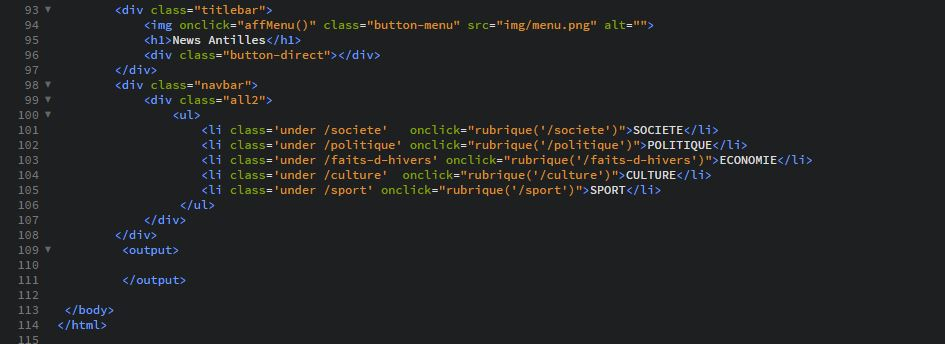 93 <div class="titlebar">
94 <img onclick="affMenu()" class="button-menu" src="img/menu.png" alt="">
95 <h1>News Antilles</h1>
96 <div class="button-direct"></div>
97 </div>
98 <div class="navbar">
99 <div class="all2">
100 <ul>
101 <li class='under /societe'   onclick="rubrique('/societe')">SOCIETE</li>
102 <li class='under /politique' onclick="rubrique('/politique')">POLITIQUE</li>
103 <li class='under /faits-d-hivers' onclick="rubrique('/faits-d-hivers')">ECONOMIE</li>
104 <li class='under /culture'  onclick="rubrique('/culture')">CULTURE</li>
105 <li class='under /sport' onclick="rubrique('/sport')">SPORT</li>
106 </ul>
107 </div>
108 </div>
109 <output>
110
111 </output>
112
113 </body>
114 </html>
115